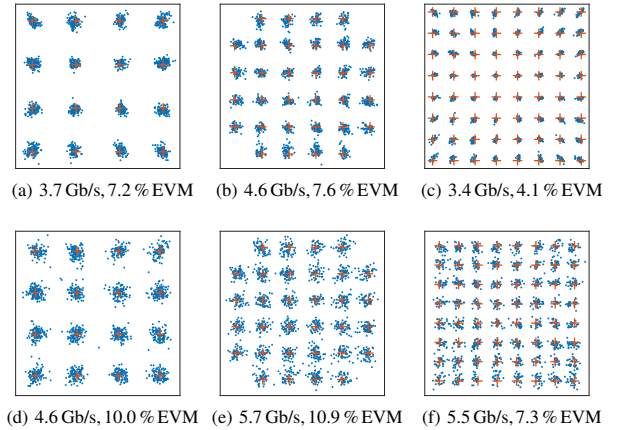 (a) 3.7 Gb/s, 7.2 % EVM
(b) 4.6 Gb/s, 7.6 % EVM
(c) 3.4 Gb/s, 4.1 % EVM
(d) 4.6 Gb/s, 10.0 % EVM
(e) 5.7 Gb/s, 10.9 % EVM
(f) 5.5 Gb/s, 7.3 % EVM